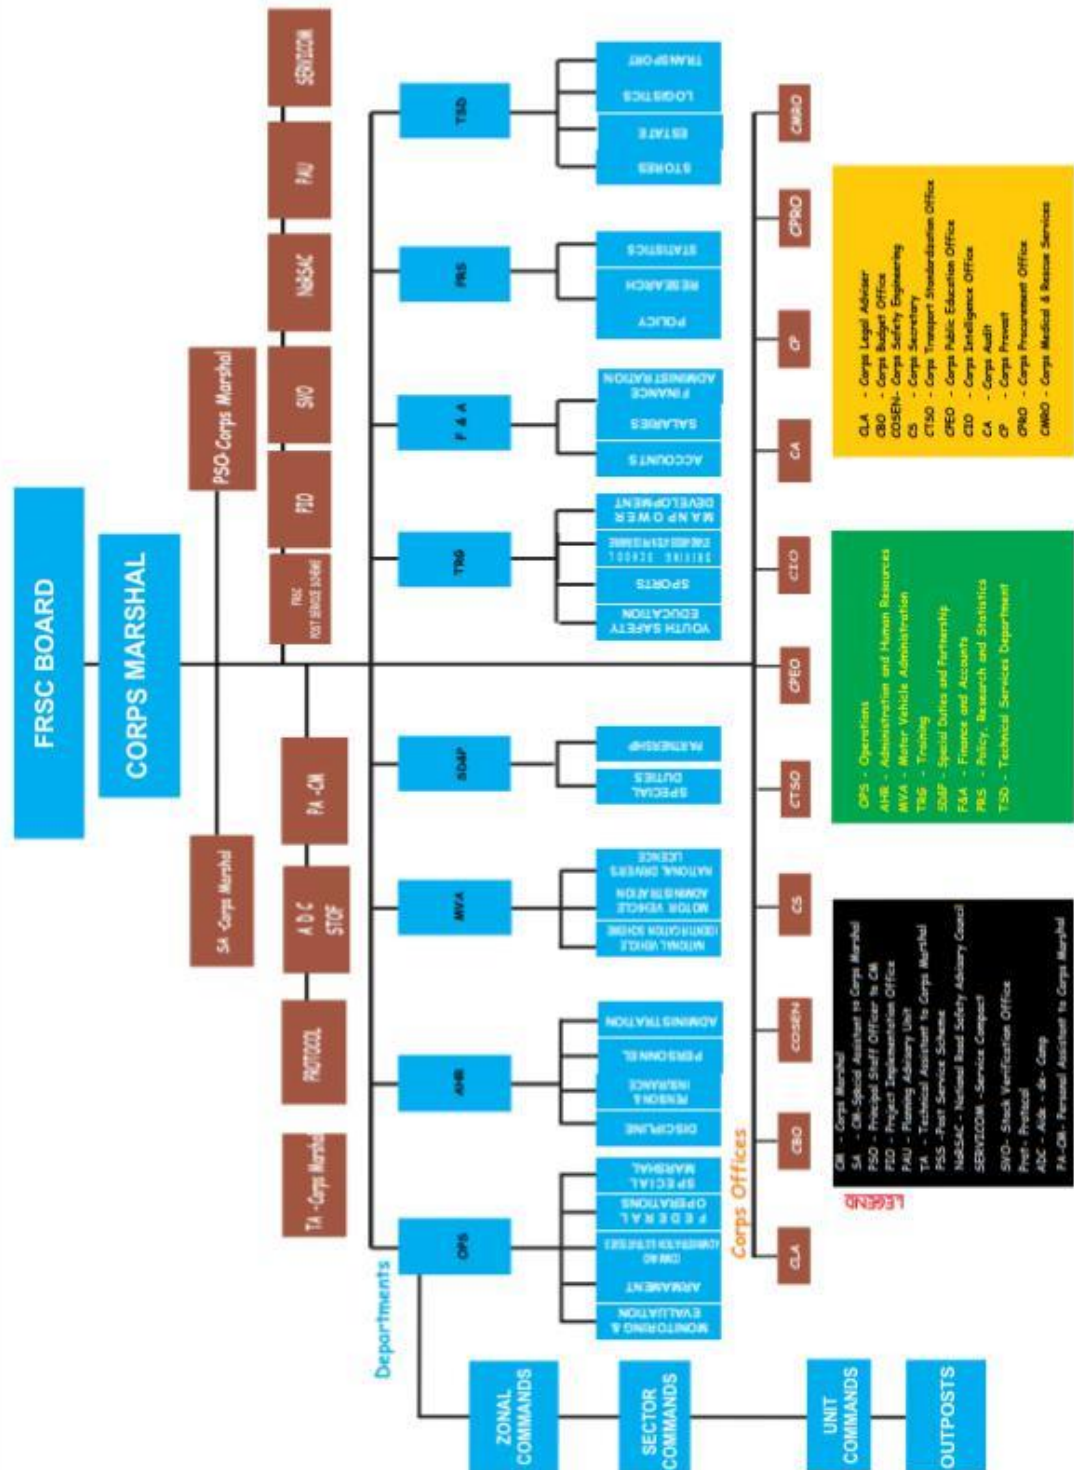 FRSC BOARD
CORPS MARSHAL
SA -Corps Marshal
PSO-Corps Marshal
TA -Corps Marshal
PROTOCOL
A D C
STOF
PA -CM
FRSC
POST SERVICE SCHEME
PIO
SVO
NaRSAC
PAU
SERVICOM
Departments
OPS
AHR
MVA
SD&P
TRG
F & A
PRS
TSD
MONITORING &
EVALUATION
ARMAMENT
FEDERAL
OPERATIONS
SPECIAL
MARSHAL
DISCIPLINE
PENSION &
INSURANCE
PERSONNEL
ADMINISTRATION
NATIONAL VEHICLE
IDENTIFICATION SCHEME
MOTOR VEHICLE
ADMINISTRATION
NATIONAL DRIVERS
LICENCE
SPECIAL
DUTIES
PARTNERSHIP
YOUTH SAFETY
EDUCATION
SPORTS
DRIVING SCHOOL
MANPOWER
DEVELOPMENT
ACCOUNTS
SALARIES
FINANCE
ADMINISTRATION
POLICY
RESEARCH
STATISTICS
STORES
ESTATE
LOGISTICS
TRANSPORT
ZONAL
COMMANDS
SECTOR
COMMANDS
UNIT
COMMANDS
OUTPOSTS
Corps Offices
CLA
CBO
COSEN
CS
CTSO
CPEO
CIO
CA
CP
CPRO
CMRO
LEGEND
CM - Corps Marshal
SA - CM-Special Assistant to Corps Marshal
PSO - Principal Staff Officer to CM
PIO - Project Implementation Office
PAU - Planning Advisory Unit
TA - Technical Assistant to Corps Marshal
PSS - Post Service Scheme
NaRSAC - National Road Safety Advisory Council
SERVICOM -Service Compact
SVO - Stock Verification Office
Prot- Protocol
ADC - Aide - de- Camp
PA-CM- Personal Assistant to Corps Marshal
OPS - Operations
AHR - Administration and Human Resources
MVA - Motor Vehicle Administration
TRG - Training
SD&P - Special Duties and Partnership
F&A - Finance and Accounts
PRS - Policy, Research and Statistics
TSD - Technical Services Department
CLA - Corps Legal Adviser
CBO - Corps Budget Office
COSEN- Corps Safety Engineering
CS - Corps Secretary
CTSO - Corps Transport Standardization Office
CPEO - Corps Public Education Office
CIO - Corps Intelligence Office
CA - Corps Audit
CP - Corps Provost
CPRO - Corps Procurement Office
CMRO - Corps Medical & Rescue Services